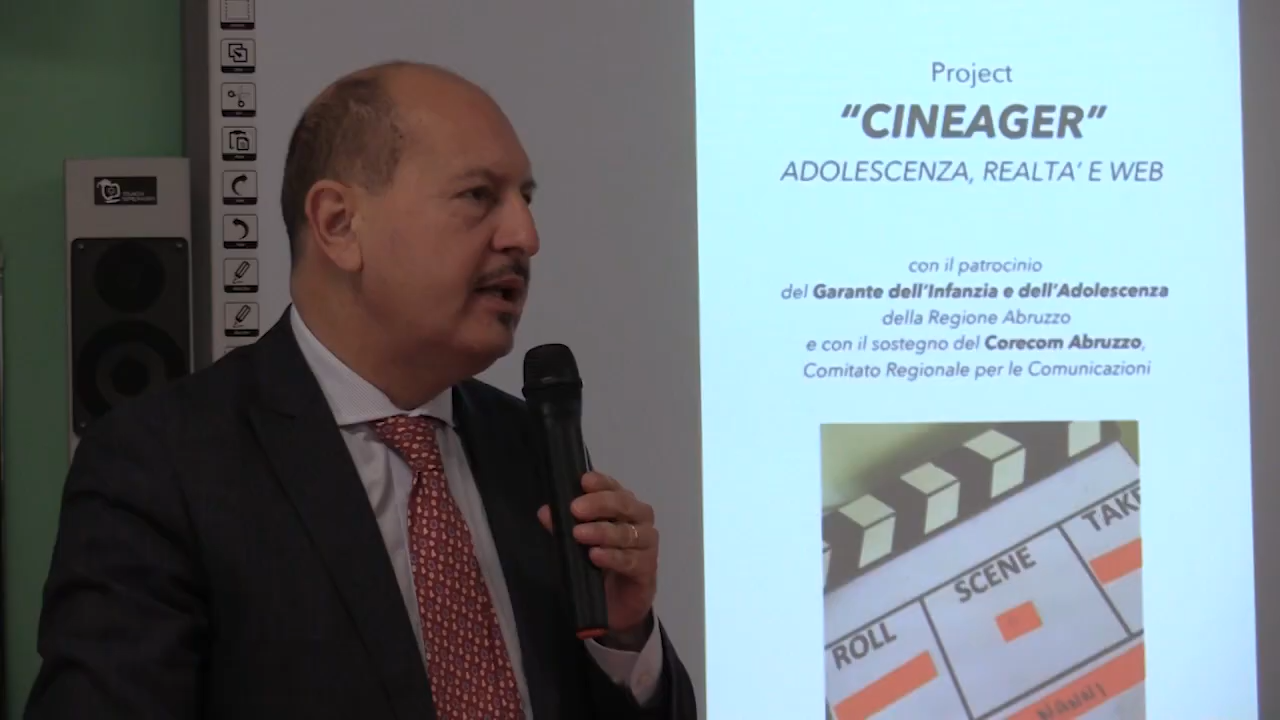 Project
“CINEAGER”
ADOLESCENZA, REALTA’ E WEB
con il patrocinio
del Garante dell’Infanzia e dell’Adolescenza
della Regione Abruzzo
e con il sostegno del Corecom Abruzzo,
Comitato Regionale per le Comunicazioni
TAKE
SCENE
ROLL
NANNI